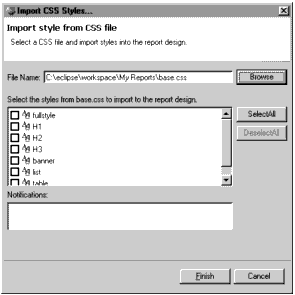 Import CSS Styles...
Import style from CSS file
Select a CSS file and import styles into the report design.
File Name: C:\eclipse\workspace\My Reports\base.css Browse
Select the styles from base.css to import to the report design.
fullstyle SelectAll
H1 DeselectAll
H2
H3
banner
list
table
Notifications:
Finish Cancel